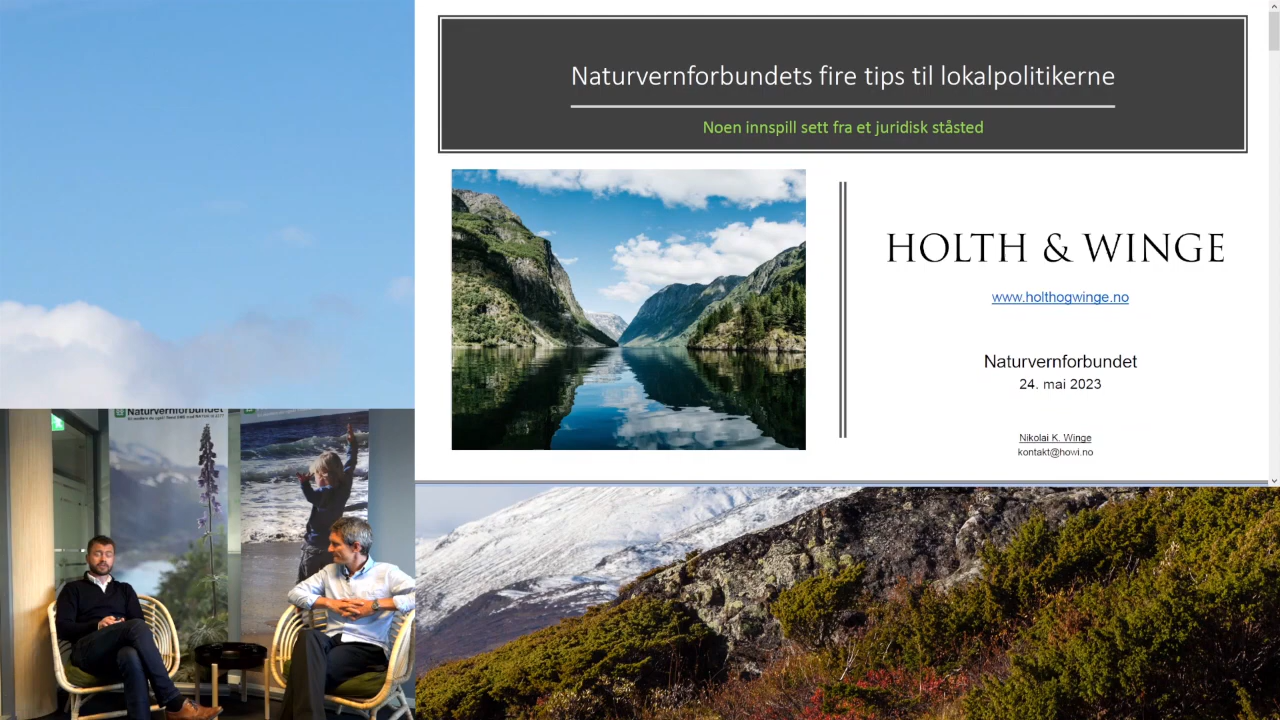 Naturvernforbundets fire tips til lokalpolitikerne
Noen innspill sett fra et juridisk ståsted
HOLTH & WINGE
www.holthogwinge.no
Naturvernforbundet
24. mai 2023
Nikolai K. Winge
kontakt@howi.no
Naturvernforbundet